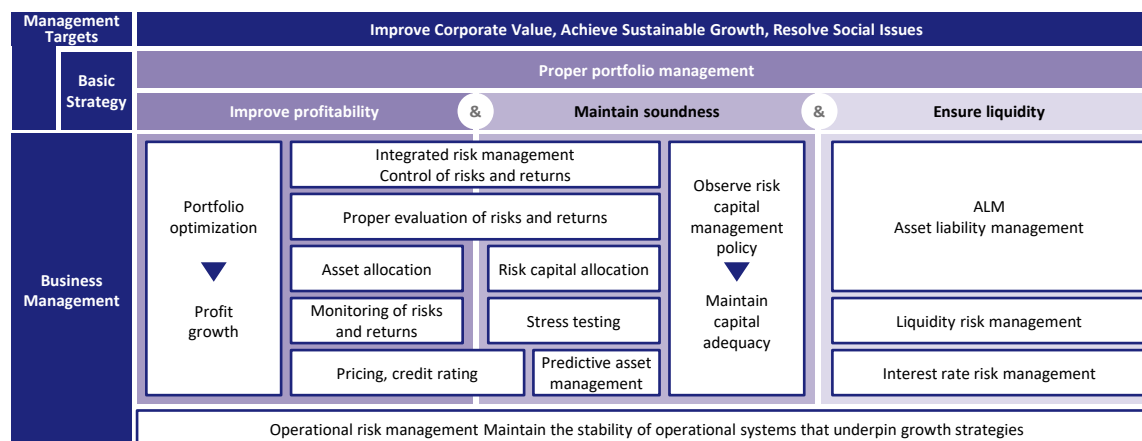 Management
Targets
Improve Corporate Value, Achieve Sustainable Growth, Resolve Social Issues
Basic
Strategy
Proper portfolio management
Improve profitability
&
Maintain soundness
&
Ensure liquidity
Business
Management
Portfolio
optimization
Profit
growth
Integrated risk management
Control of risks and returns
Proper evaluation of risks and returns
Asset allocation
Risk capital allocation
Monitoring of risks
and returns
Stress testing
Pricing, credit rating
Predictive asset
management
Observe risk
capital
management
policy
Maintain
capital
adequacy
ALM
Asset liability management
Liquidity risk management
Interest rate risk management
Operational risk management Maintain the stability of operational systems that underpin growth strategies